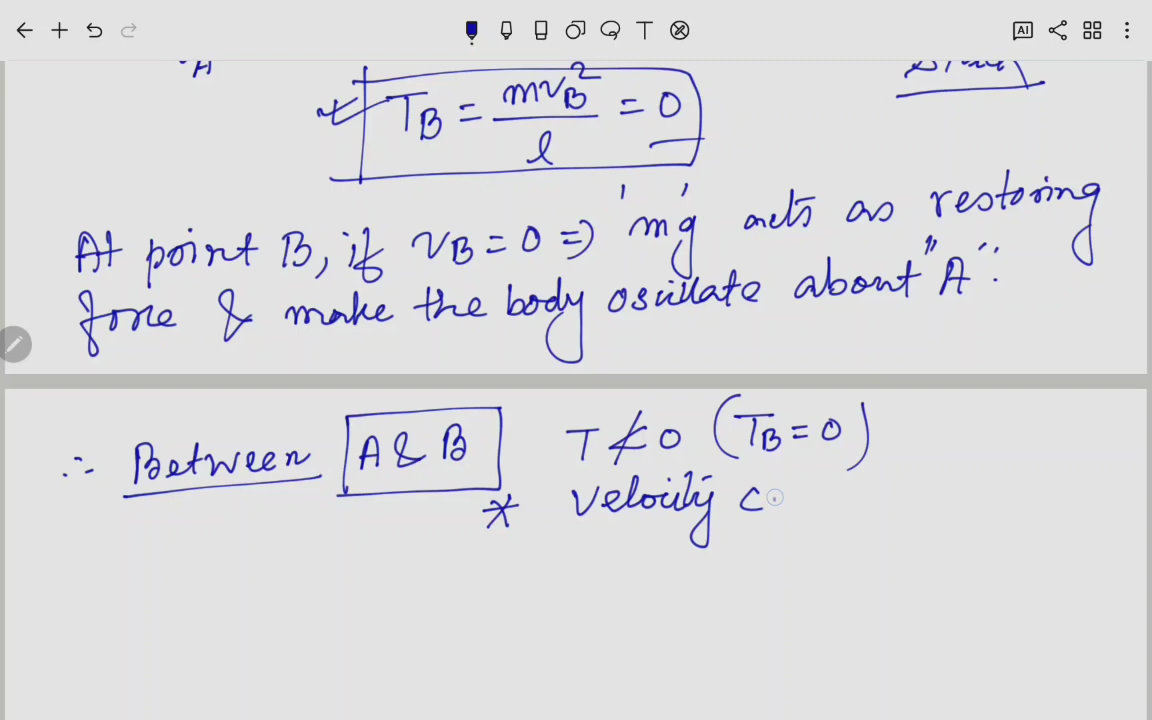 A
T_B = mv_B²/l = 0
At point B, if v_B = 0 ⇒ 'mg' acts as restoring
force & make the body oscillate about "A".
∴ Between A & B T ≮ 0 (T_B = 0)
* velocity c